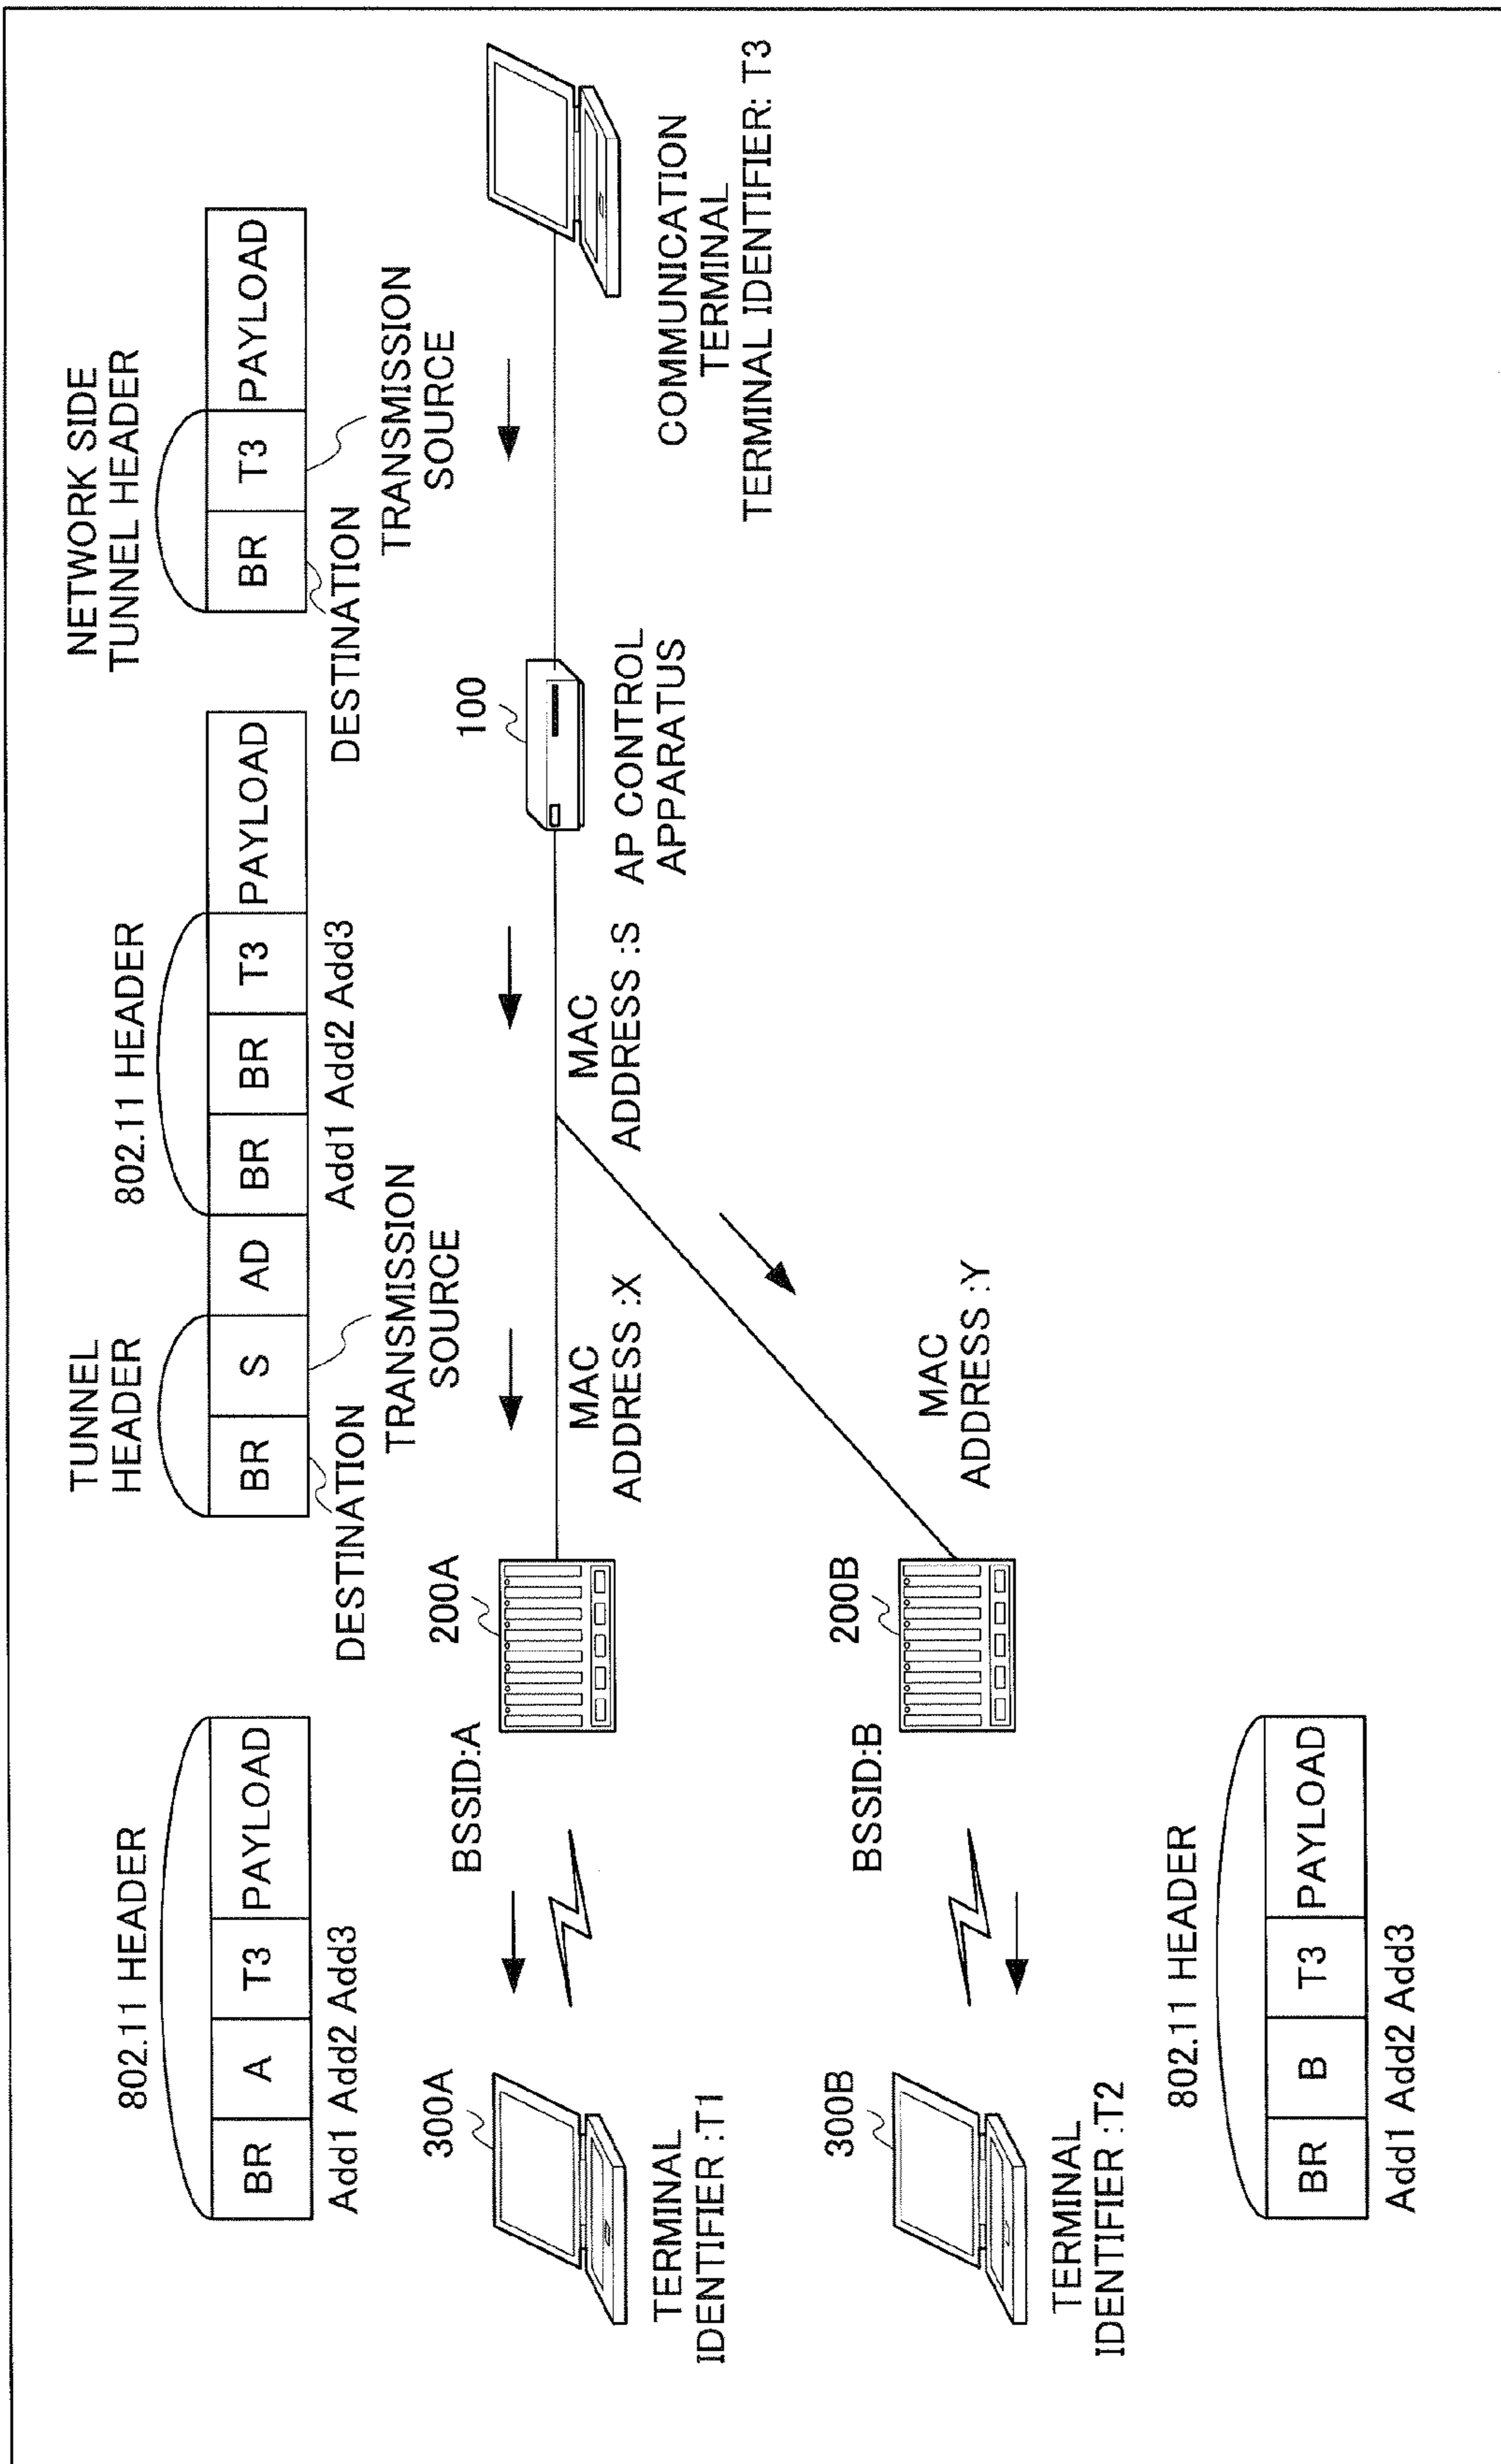 802.11 HEADER
BR A T3 PAYLOAD
Add1 Add2 Add3
TUNNEL
HEADER
802.11 HEADER
BR S AD BR BR T3 PAYLOAD
Add1 Add2 Add3
DESTINATION
TRANSMISSION
SOURCE
NETWORK SIDE
TUNNEL HEADER
BR T3 PAYLOAD
DESTINATION
TRANSMISSION
SOURCE
300A
TERMINAL
IDENTIFIER :T1
BSSID:A
200A
MAC
ADDRESS :X
MAC
ADDRESS :S
100
AP CONTROL
APPARATUS
COMMUNICATION
TERMINAL
TERMINAL IDENTIFIER: T3
300B
TERMINAL
IDENTIFIER :T2
BSSID:B
200B
MAC
ADDRESS :Y
802.11 HEADER
BR B T3 PAYLOAD
Add1 Add2 Add3